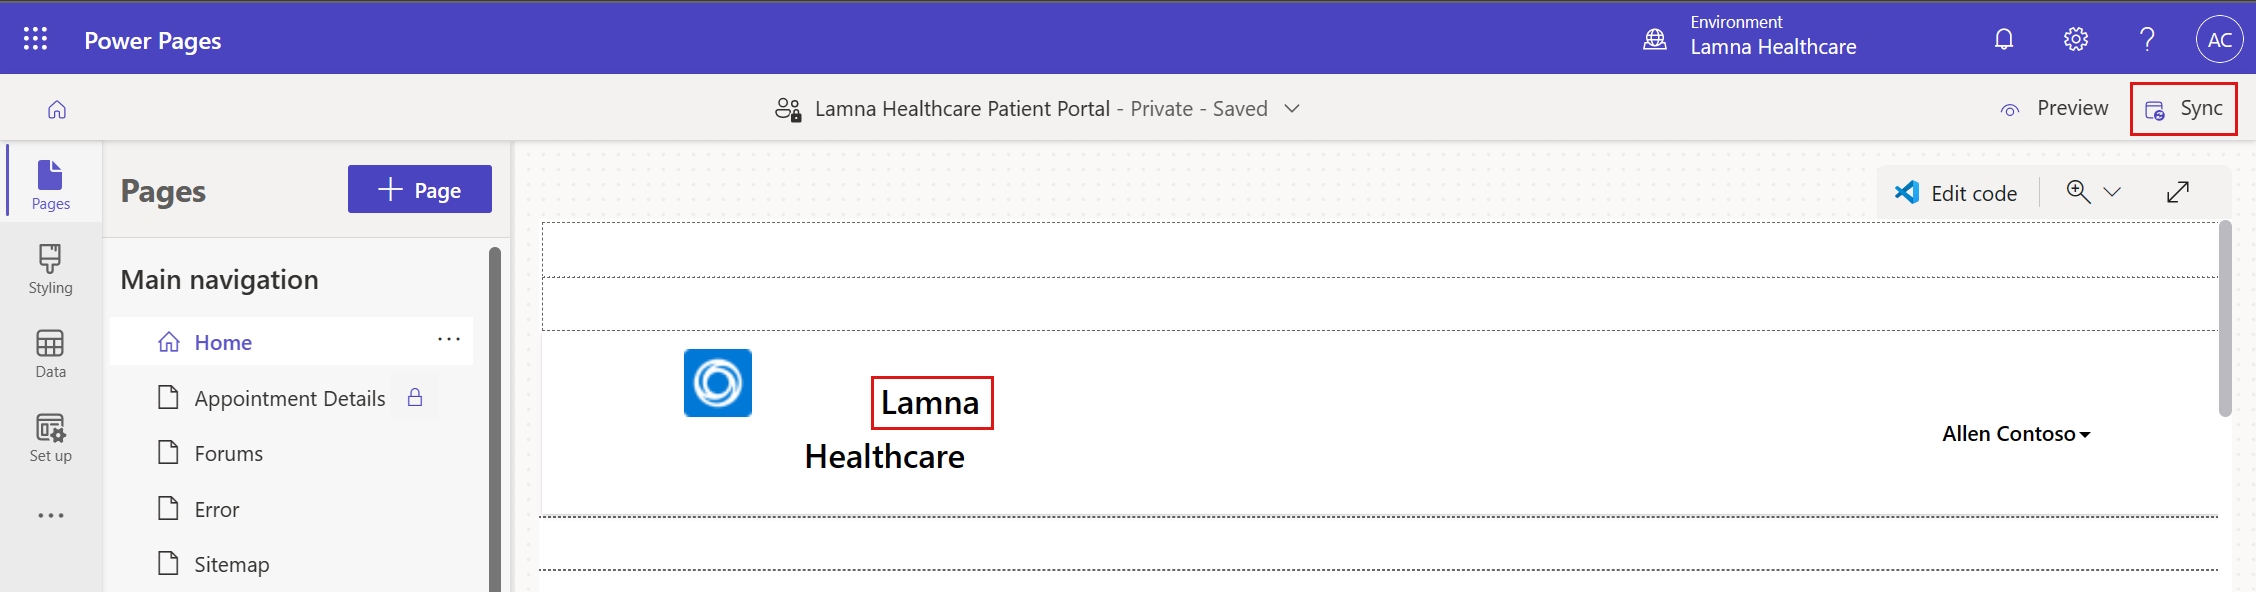 Power Pages
Environment
Lamna Healthcare
AC
Lamna Healthcare Patient Portal - Private - Saved
Preview
Sync
Pages
Styling
Data
Set up
Pages
Page
Main navigation
Home
Appointment Details
Forums
Error
Sitemap
Edit code
Lamna
Healthcare
Allen Contoso